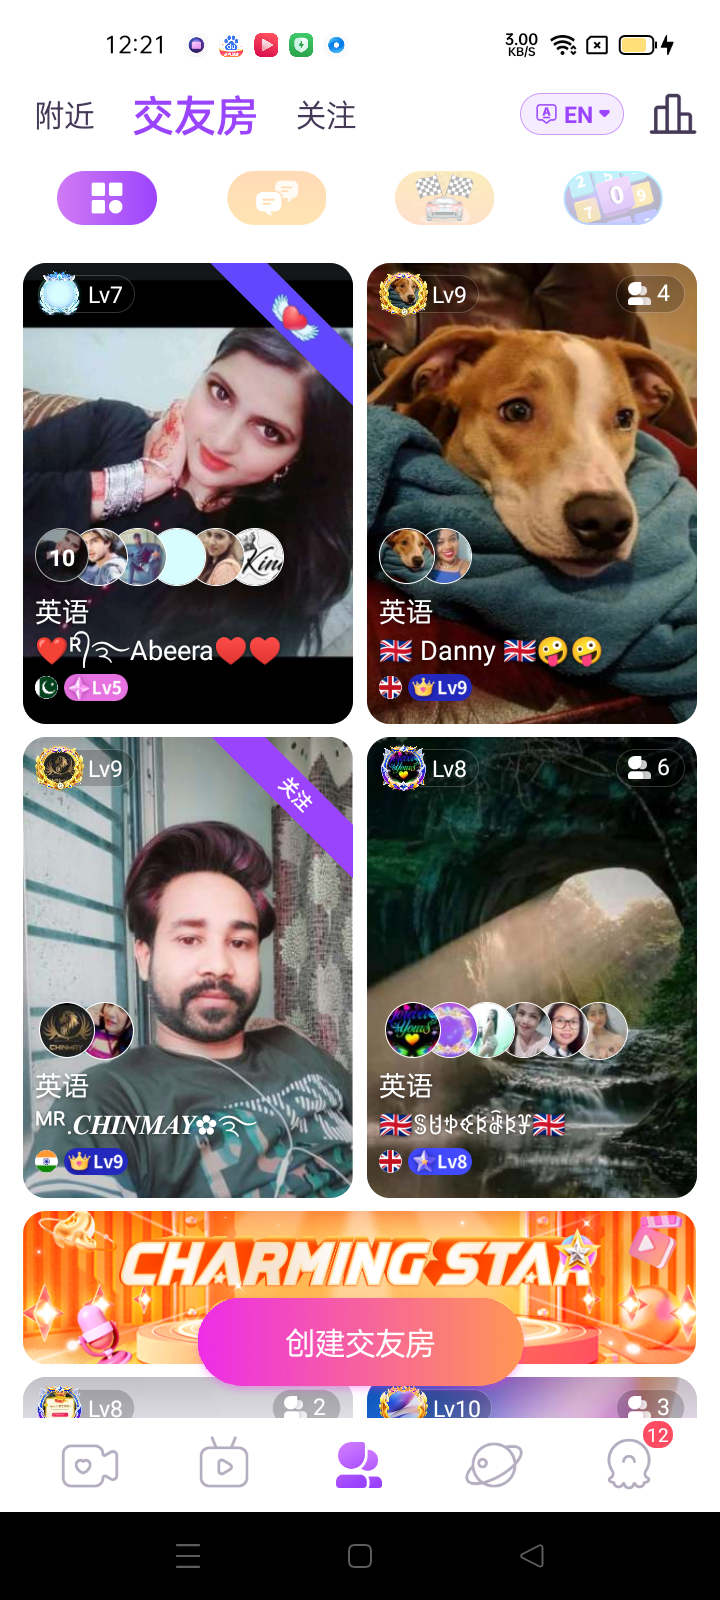 12:21
3.00
KB/S
附近 交友房 关注
EN
Lv7
Lv9
4
10
英语
❤️ᴿ᭄࿐Abeera♥️♥️
Lv5
英语
🇬🇧 Danny 🇬🇧🤪🤪
Lv9
Lv9
关注
Lv8
6
CHINMAY
英语
ᴹᴿ.𝑪𝑯𝑰𝑵𝑴𝑨𝒀✿࿐
Lv9
英语
Lv8
CHARMING STAR
创建交友房
Lv8
2
Lv10
3
12